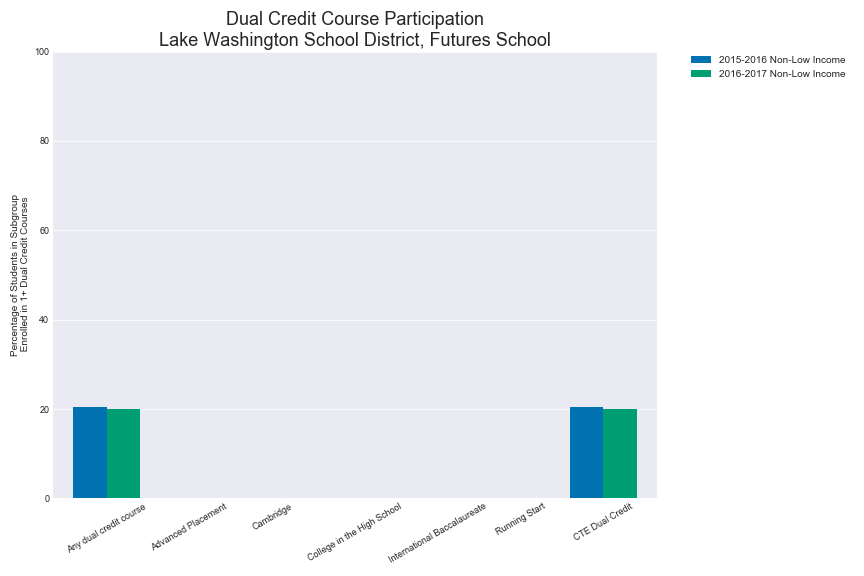 Dual Credit Course Participation
Lake Washington School District, Futures School
2015-2016 Non-Low Income
2016-2017 Non-Low Income
Percentage of Students in Subgroup
Enrolled in 1+ Dual Credit Courses
100
80
60
40
20
0
Any dual credit course
Advanced Placement
Cambridge
College in the High School
International Baccalaureate
Running Start
CTE Dual Credit